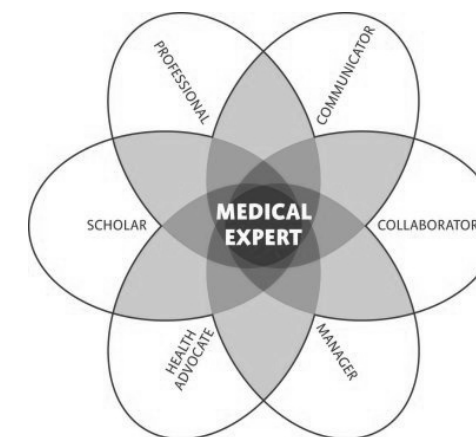 PROFESSIONAL
COMMUNICATOR
SCHOLAR
MEDICAL
EXPERT
COLLABORATOR
HEALTH
ADVOCATE
MANAGER